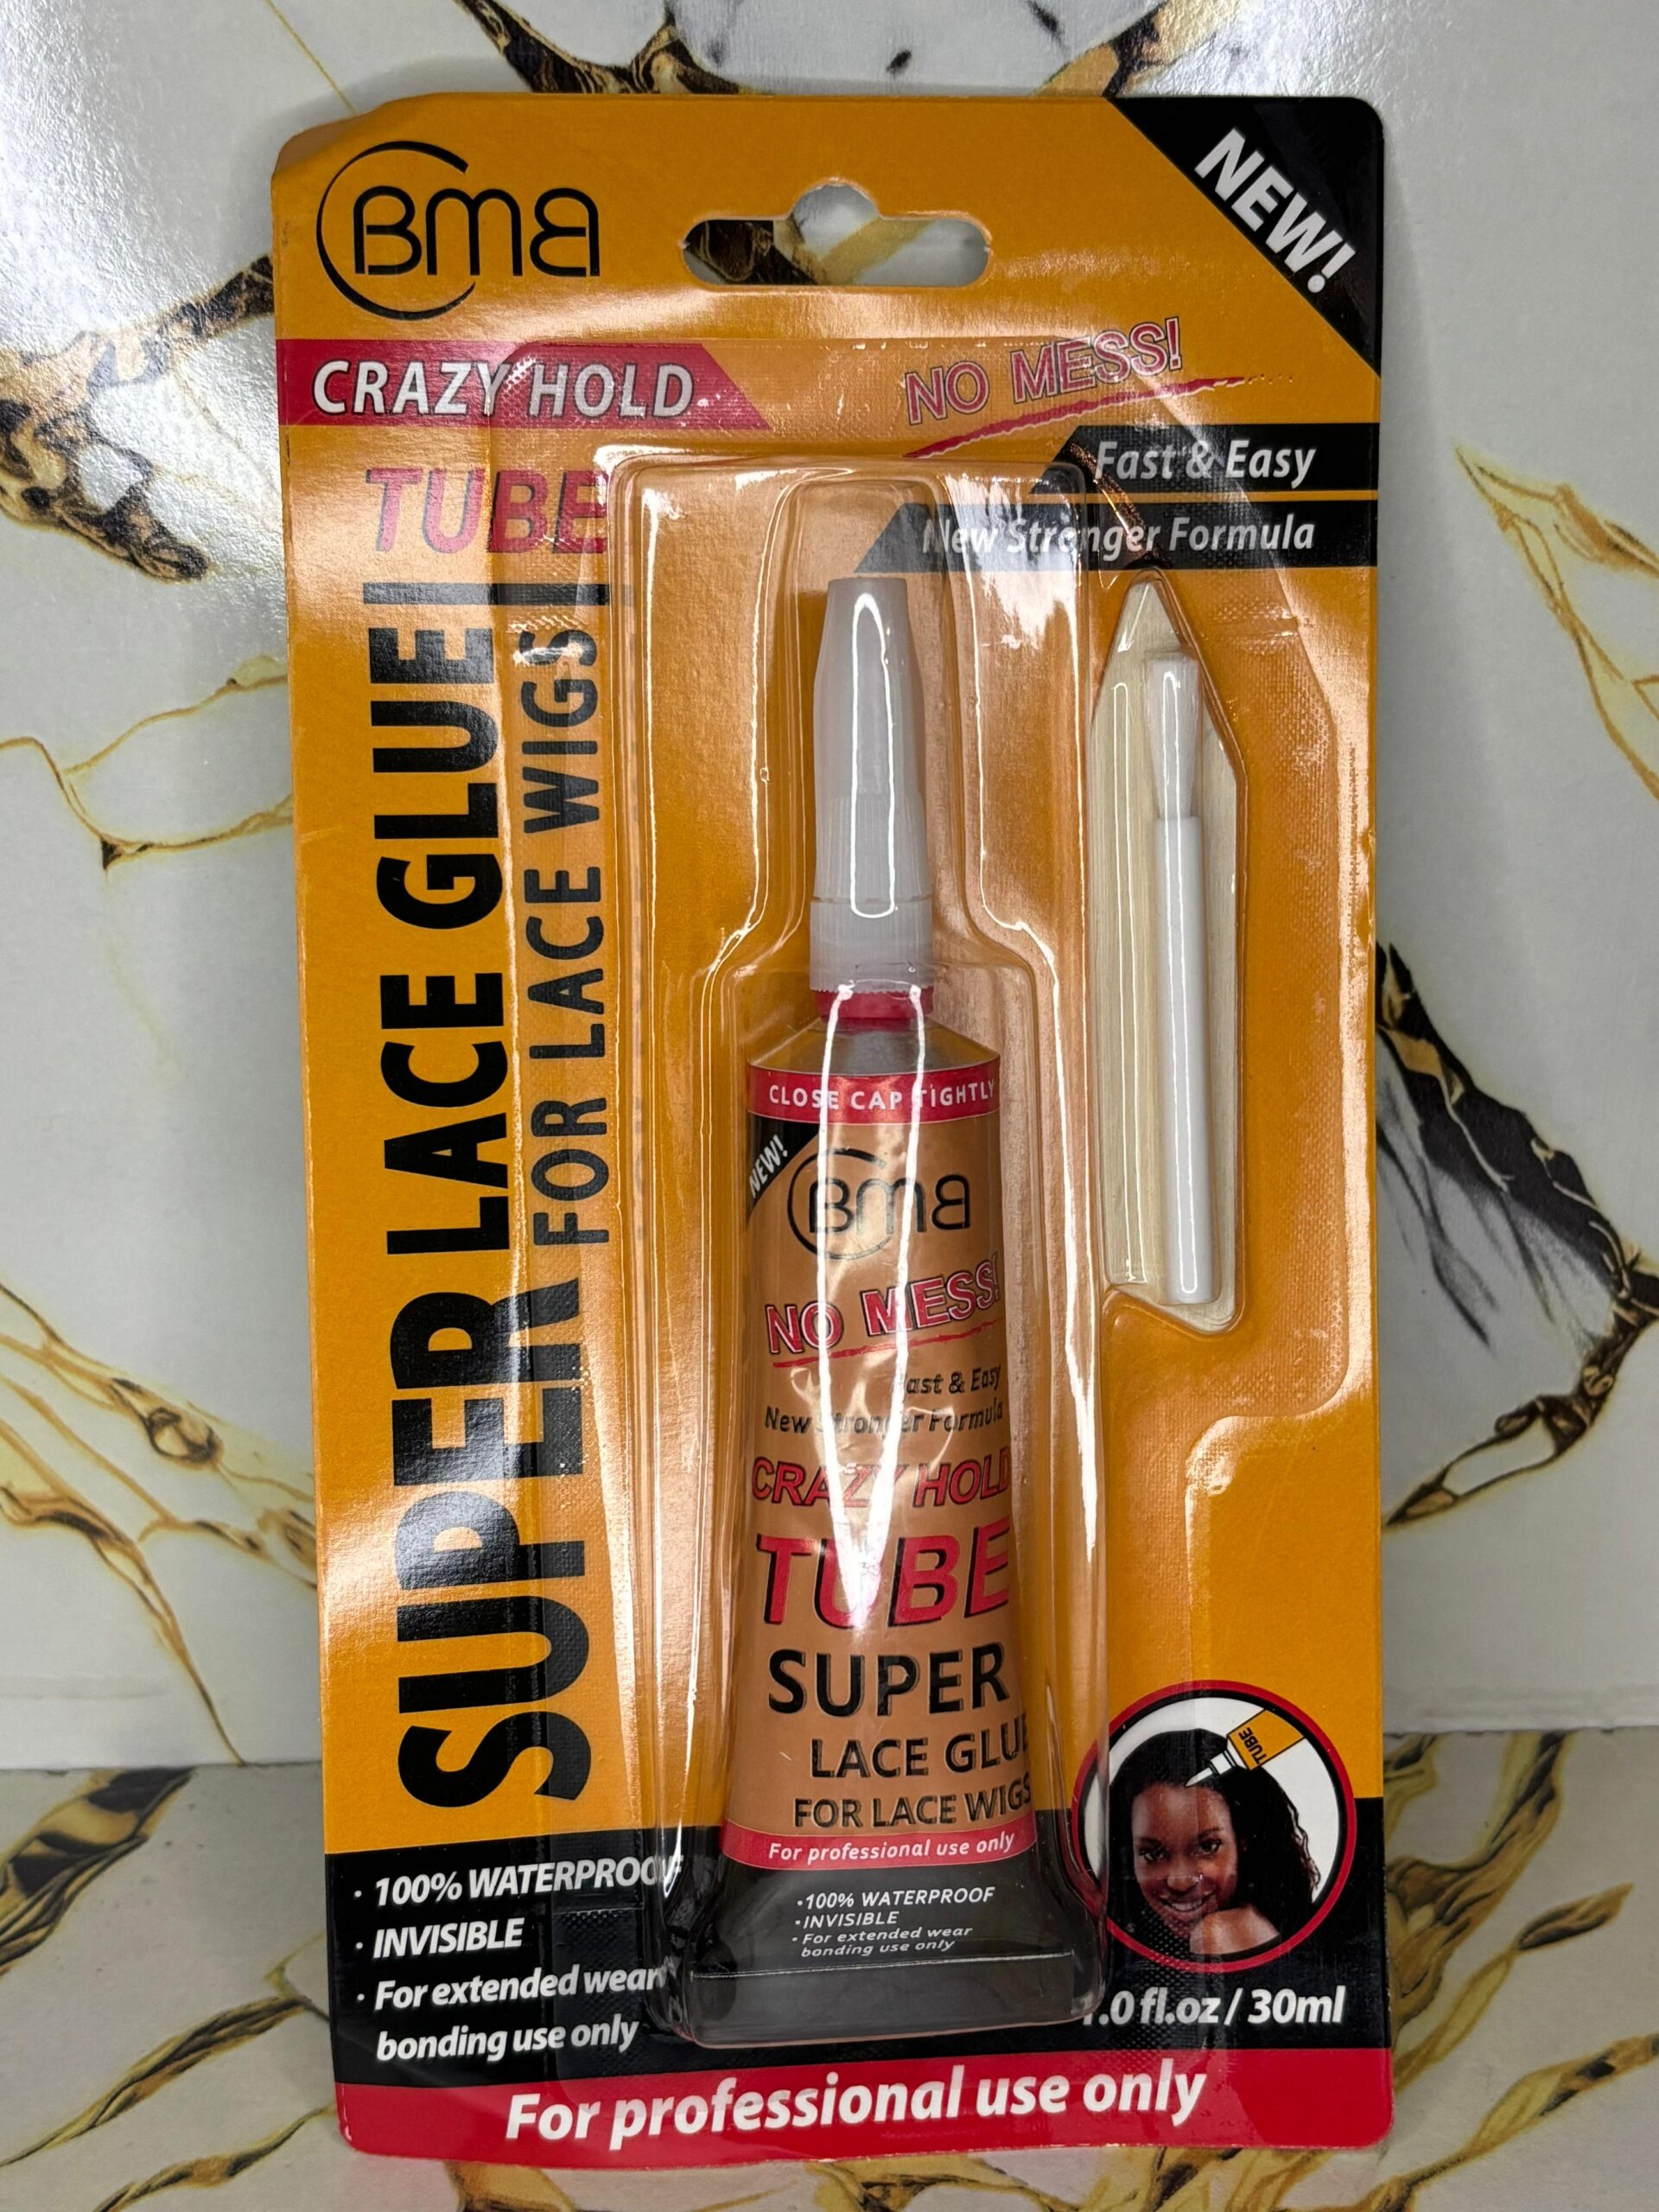 BMB
NEW!
CRAZY HOLD
NO MESS!
Fast & Easy
New Stronger Formula
TUBE
SUPER LACE GLUE
FOR LACE WIGS
CLOSE CAP TIGHTLY
NEW!
BMB
NO MESS!
Fast & Easy
New Stronger Formula
CRAZY HOLD
TUBE
SUPER
LACE GLUE
FOR LACE WIGS
For professional use only
•100% WATERPROOF
•INVISIBLE
•For extended wear
bonding use only
TUBE
· 100% WATERPROOF
· INVISIBLE
· For extended wear
bonding use only
1.0 fl.oz / 30ml
For professional use only